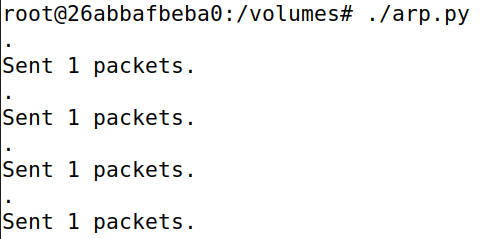 root@26abbafbeba0:/volumes# ./arp.py
.
Sent 1 packets.
.
Sent 1 packets.
.
Sent 1 packets.
.
Sent 1 packets.